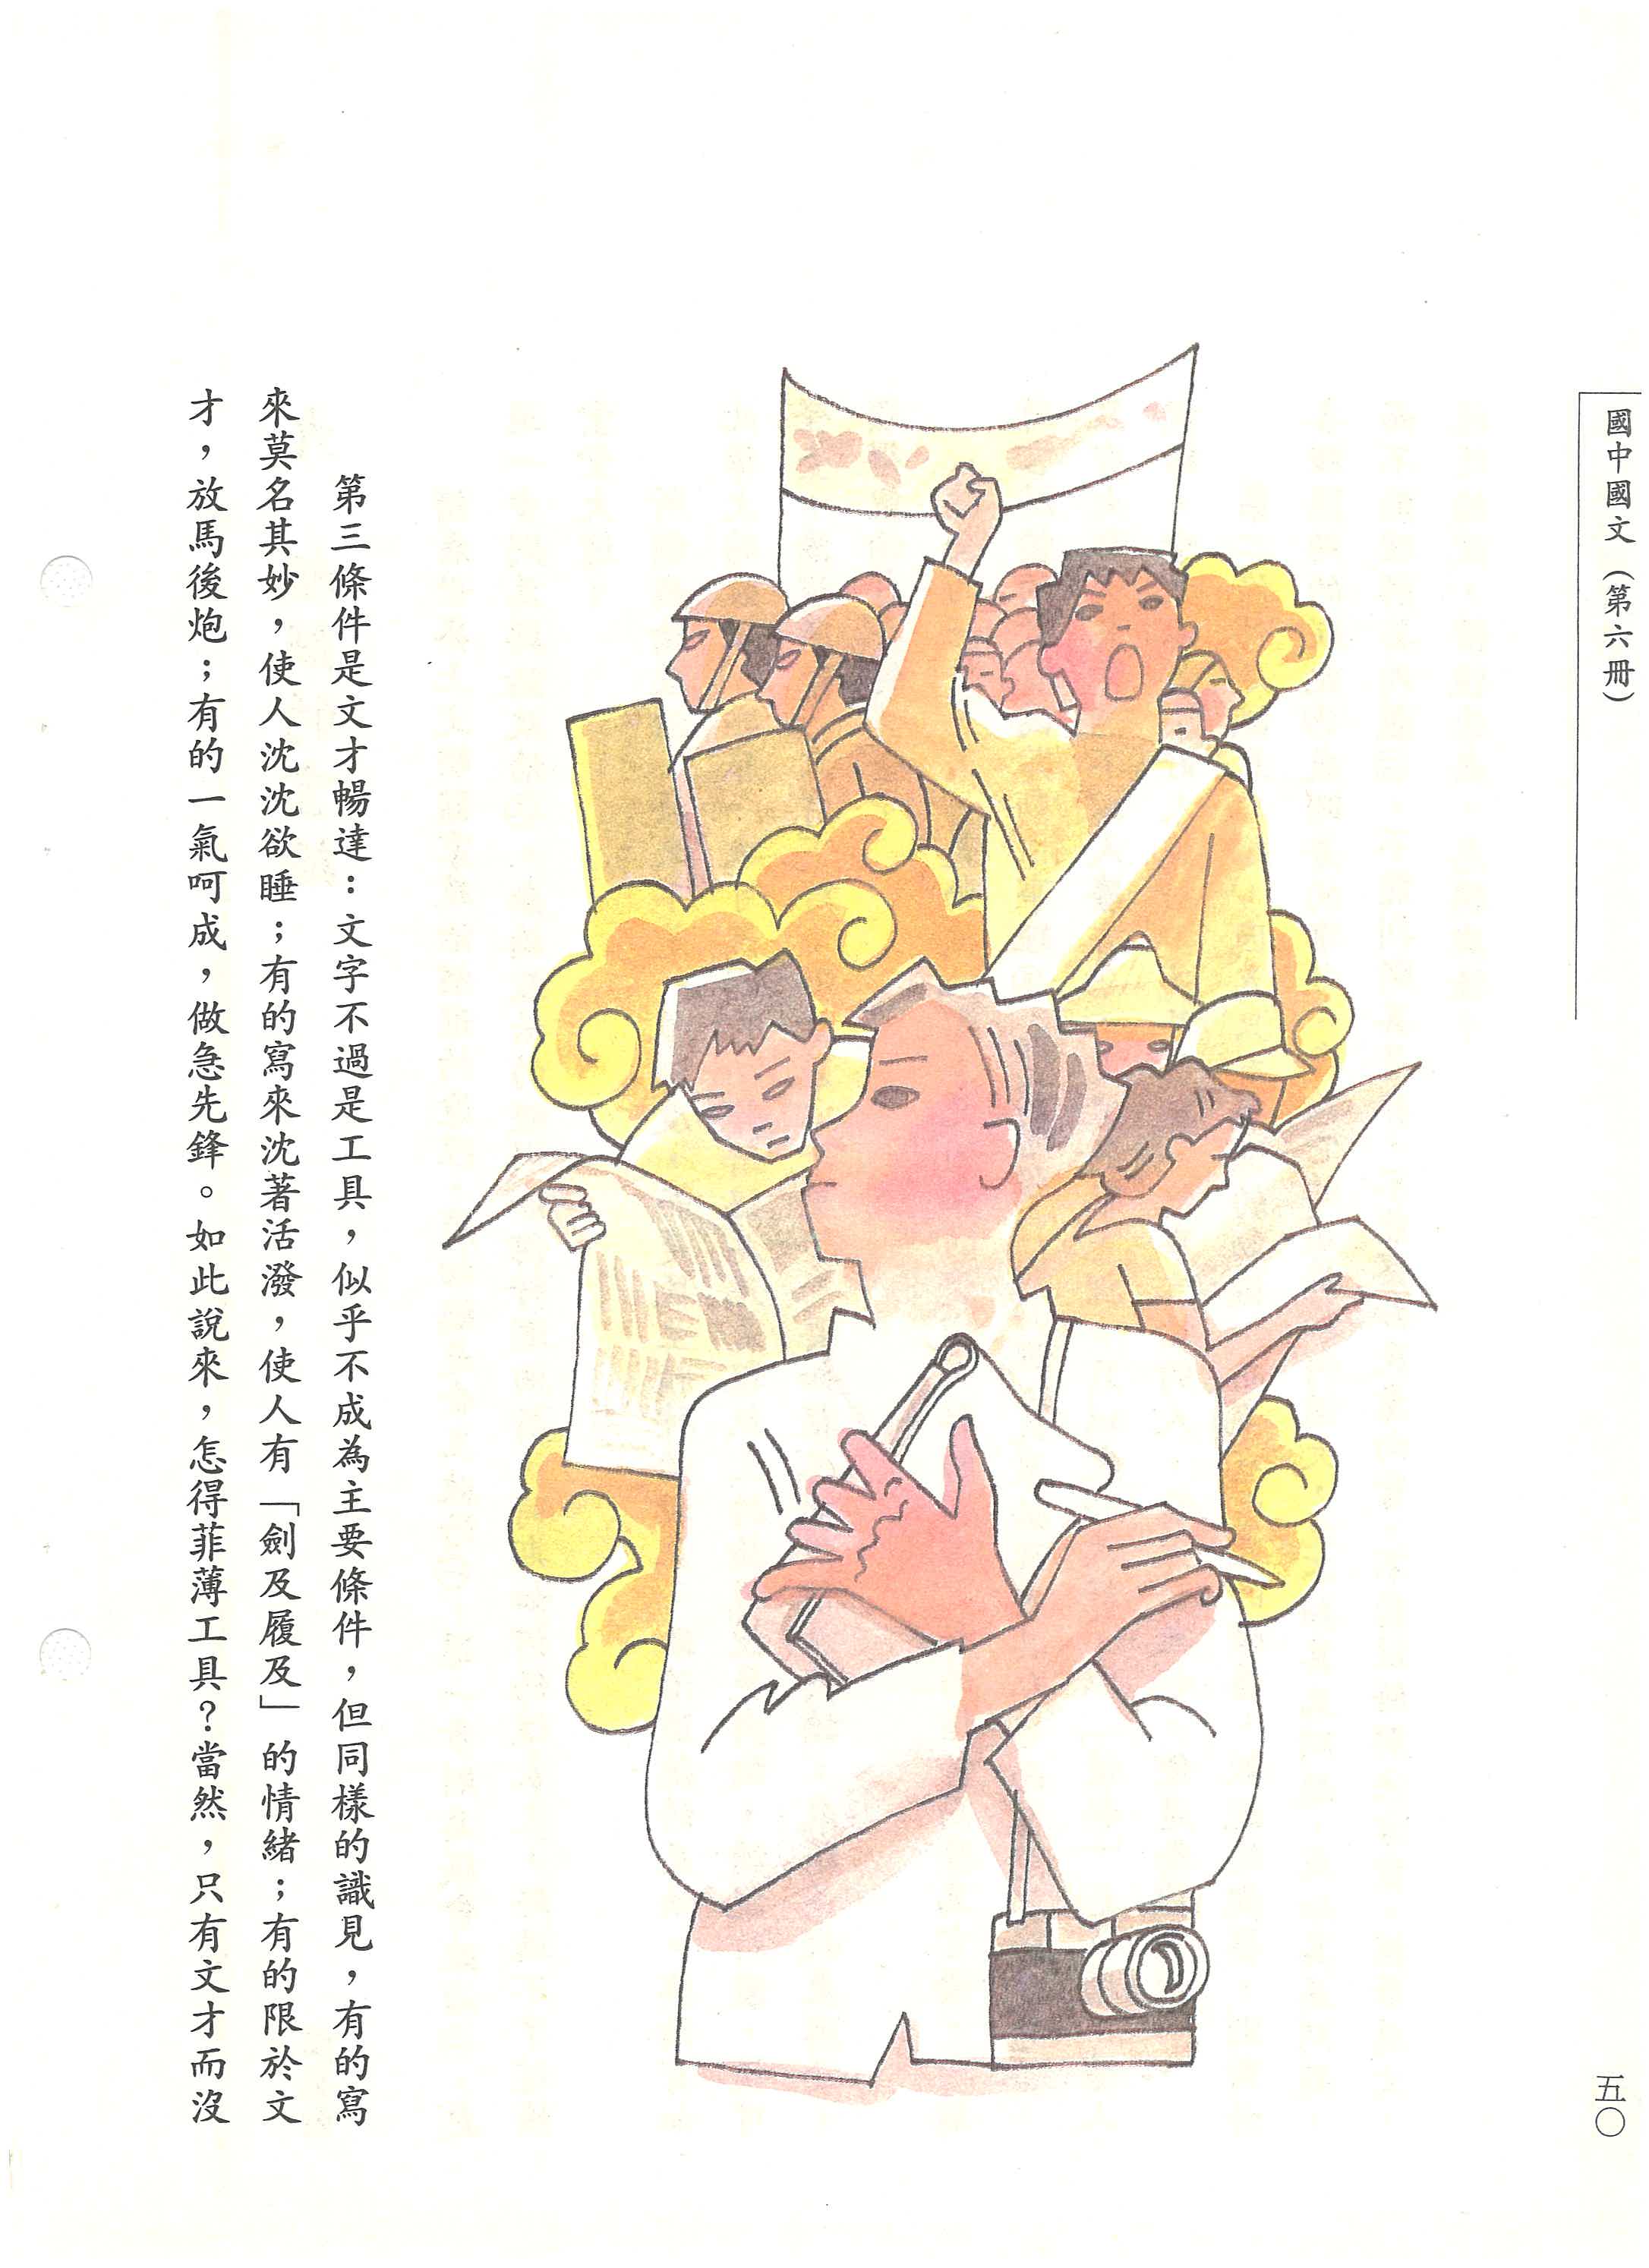 國中國文（第六冊）
五〇
第三條件是文才暢達：文字不過是工具，似乎不成為主要條件，但同樣的識見，有的寫
來莫名其妙，使人沈沈欲睡；有的寫來沈著活潑，使人有「劍及履及」的情緒；有的限於文
才，放馬後炮；有的一氣呵成，做急先鋒。如此說來，怎得菲薄工具？當然，只有文才而沒